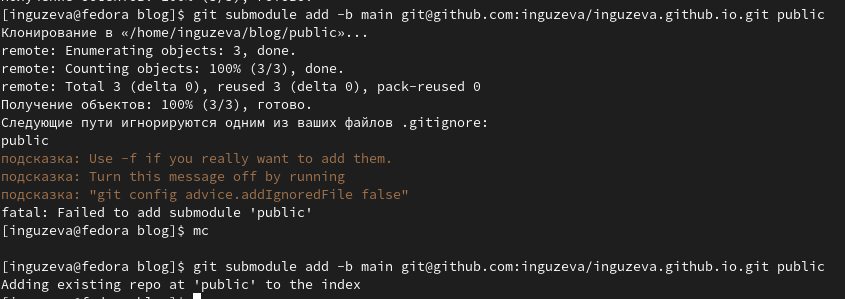 [inguzeva@fedora blog]$ git submodule add -b main git@github.com:inguzeva/inguzeva.github.io.git public
Клонирование в «/home/inguzeva/blog/public»...
remote: Enumerating objects: 3, done.
remote: Counting objects: 100% (3/3), done.
remote: Total 3 (delta 0), reused 3 (delta 0), pack-reused 0
Получение объектов: 100% (3/3), готово.
Следующие пути игнорируются одним из ваших файлов .gitignore:
public
подсказка: Use -f if you really want to add them.
подсказка: Turn this message off by running
подсказка: "git config advice.addIgnoredFile false"
fatal: Failed to add submodule 'public'
[inguzeva@fedora blog]$ mc
[inguzeva@fedora blog]$ git submodule add -b main git@github.com:inguzeva/inguzeva.github.io.git public
Adding existing repo at 'public' to the index